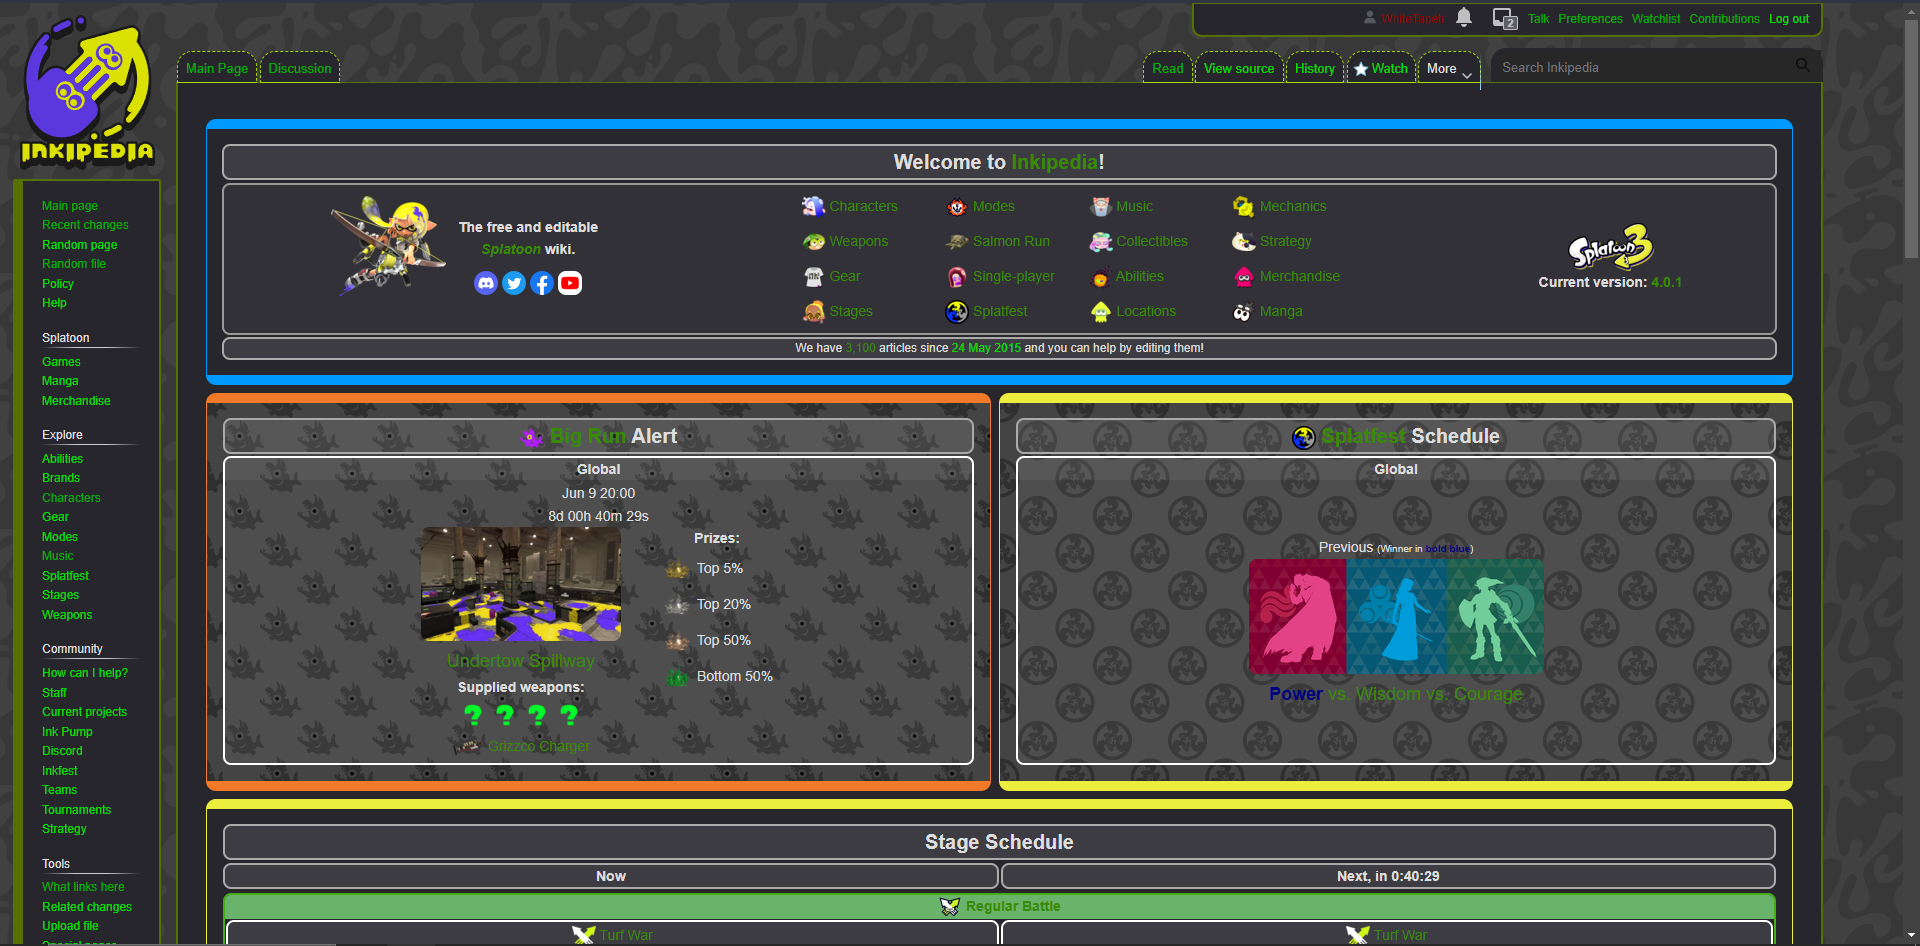 WhiteTopeh
2
Talk
Preferences
Watchlist
Contributions
Log out
Main Page
Discussion
Read
View source
History
Watch
More
Search Inkipedia
INKIPEDIA
Main page
Recent changes
Random page
Random file
Policy
Help
Splatoon
Games
Manga
Merchandise
Explore
Abilities
Brands
Characters
Gear
Modes
Music
Splatfest
Stages
Weapons
Community
How can I help?
Staff
Current projects
Ink Pump
Discord
Inkfest
Teams
Tournaments
Strategy
Tools
What links here
Related changes
Upload file
Special pages
Welcome to Inkipedia!
The free and editable
Splatoon wiki.
Characters
Modes
Music
Mechanics
Weapons
Salmon Run
Collectibles
Strategy
Gear
Single-player
Abilities
Merchandise
Stages
Splatfest
Locations
Manga
Splatoon 3
Current version: 4.0.1
We have 3,100 articles since 24 May 2015 and you can help by editing them!
Big Run Alert
Global
Jun 9 20:00
8d 00h 40m 29s
Prizes:
Top 5%
Top 20%
Top 50%
Bottom 50%
Undertow Spillway
Supplied weapons:
? ? ? ?
Grizzco Charger
Splatfest Schedule
Global
Previous (Winner in bold blue)
Power vs. Wisdom vs. Courage
Stage Schedule
Now
Next, in 0:40:29
Regular Battle
Turf War
Turf War